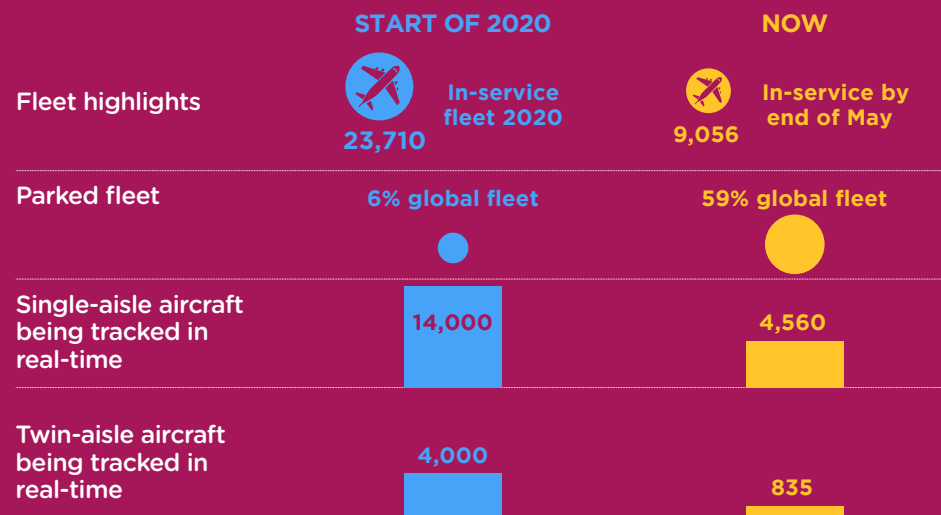 START OF 2020
NOW
Fleet highlights
In-service
fleet 2020
23,710
In-service by
end of May
9,056
Parked fleet
6% global fleet
59% global fleet
Single-aisle aircraft
being tracked in
real-time
14,000
4,560
Twin-aisle aircraft
being tracked in
real-time
4,000
835